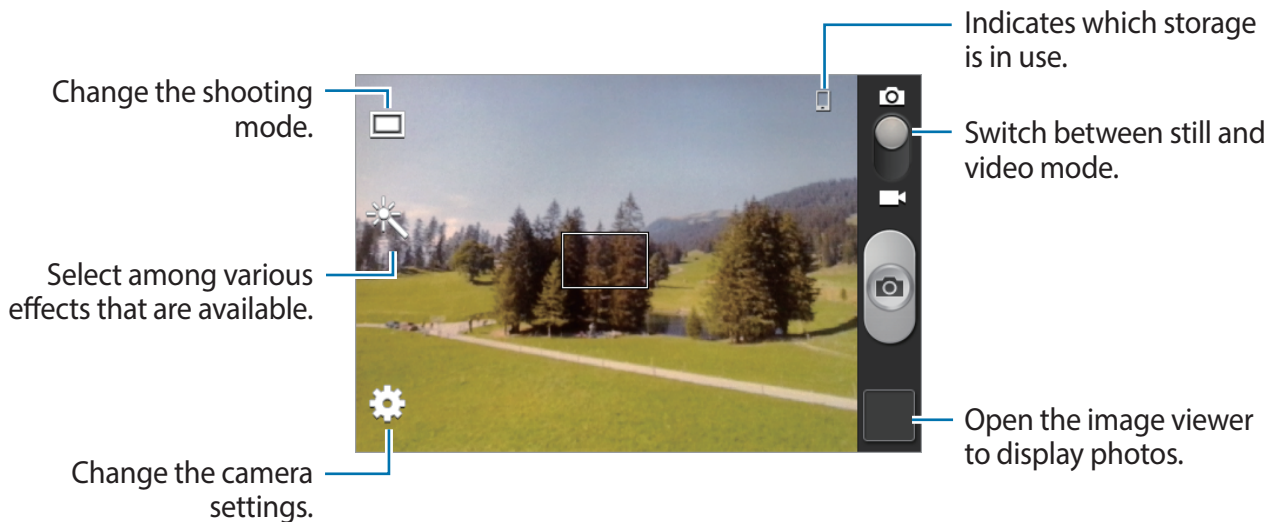 Indicates which storage
is in use.
Change the shooting
mode.
Switch between still and
video mode.
Select among various
effects that are available.
Open the image viewer
to display photos.
Change the camera
settings.